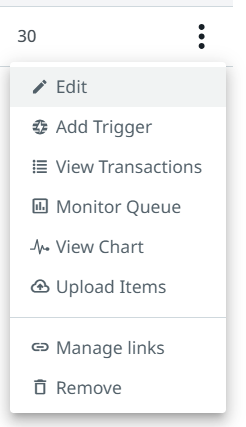 30
Edit
Add Trigger
View Transactions
Monitor Queue
View Chart
Upload Items
Manage links
Remove